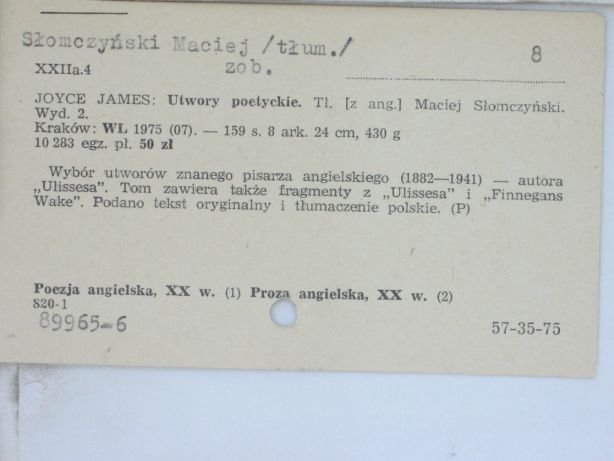 Słomczyński Maciej /tłum./
8
XXIIa.4
zob.
JOYCE JAMES: Utwory poetyckie. Tł. [z ang.] Maciej Słomczyński.
Wyd. 2.
Kraków: WL 1975 (07). — 159 s. 8 ark. 24 cm, 430 g
10 283 egz. pł. 50 zł
Wybór utworów znanego pisarza angielskiego (1882—1941) — autora
„Ulissesa”. Tom zawiera także fragmenty z „Ulissesa” i „Finnegans
Wake”. Podano tekst oryginalny i tłumaczenie polskie. (P)
Poezja angielska, XX w. (1) Proza angielska, XX w. (2)
820-1
89965-6
57-35-75